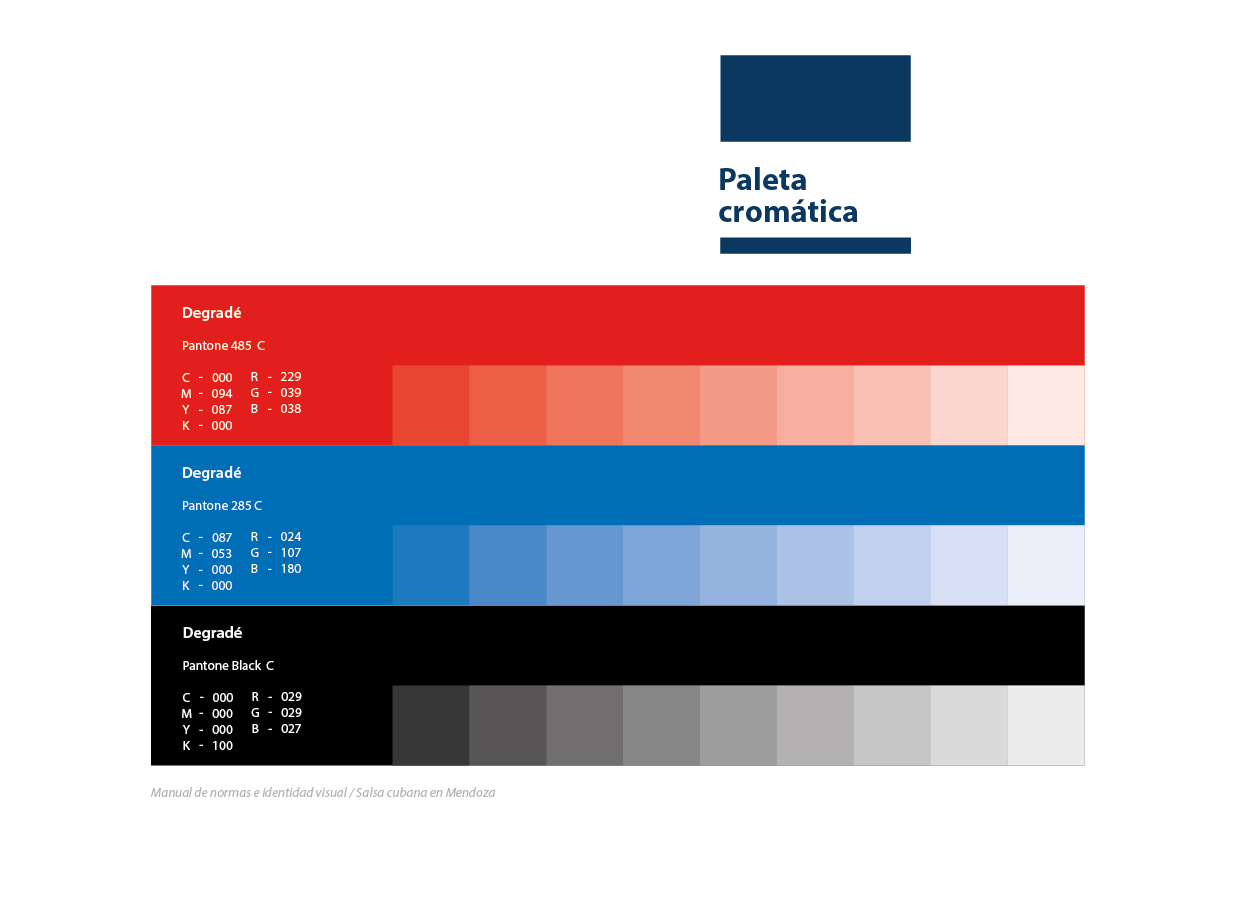 Paleta
cromática
Degradé
Pantone 485 C
C - 000 R - 229
M - 094 G - 039
Y - 087 B - 038
K - 000
Degradé
Pantone 285 C
C - 087 R - 024
M - 053 G - 107
Y - 000 B - 180
K - 000
Degradé
Pantone Black C
C - 000 R - 029
M - 000 G - 029
Y - 000 B - 027
K - 100
Manual de normas e identidad visual / Salsa cubana en Mendoza